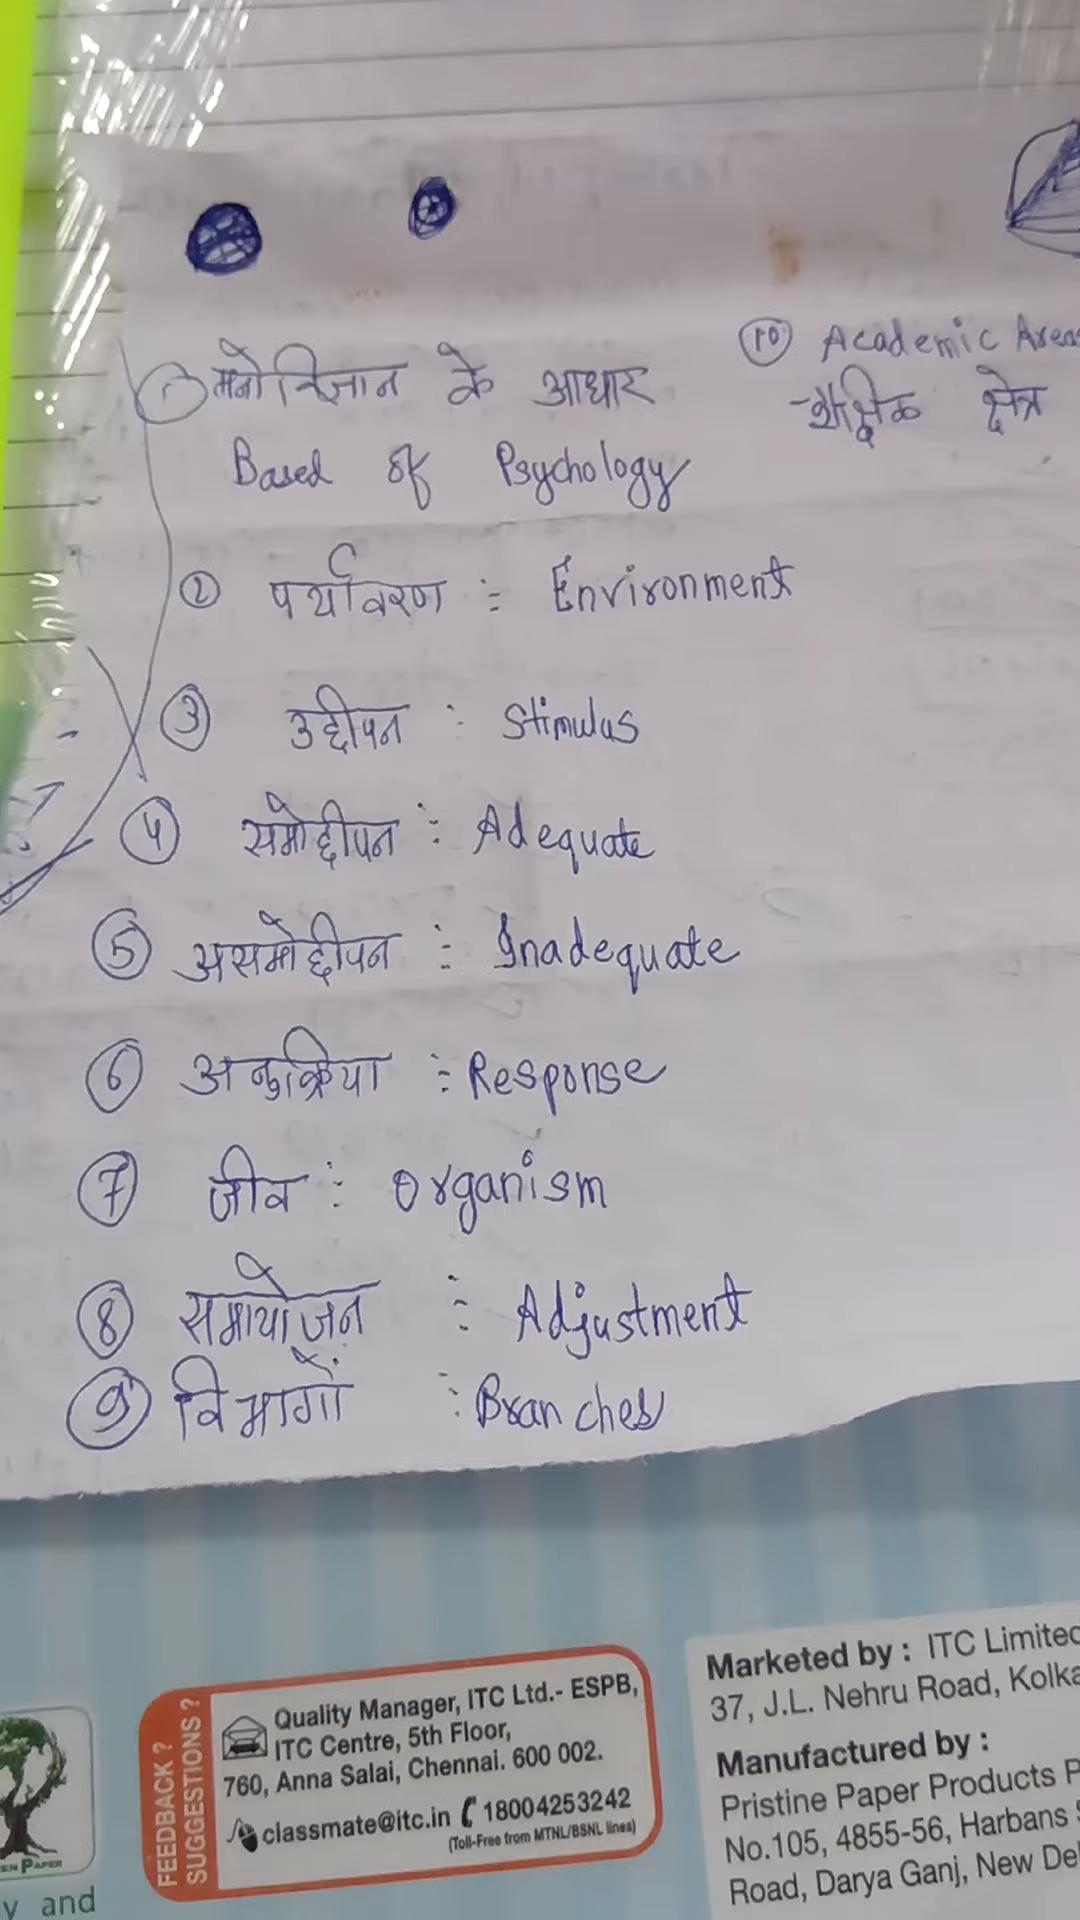 ① मनोविज्ञान के आधार
Based of Psychology
② पर्यावरण : Environment
③ उद्दीपन : Stimulus
④ समोद्दीपन : Adequate
⑤ असमोद्दीपन : Inadequate
⑥ अनुक्रिया : Response
⑦ जीव : Organism
⑧ समायोजन : Adjustment
⑨ विभागों : Branches
⑩ Academic Areas
शैक्षिक क्षेत्र
FEEDBACK ?
SUGGESTIONS ?
Quality Manager, ITC Ltd.- ESPB,
ITC Centre, 5th Floor,
760, Anna Salai, Chennai. 600 002.
classmate@itc.in 18004253242
(Toll-Free from MTNL/BSNL lines)
Marketed by : ITC Limited
37, J.L. Nehru Road, Kolka
Manufactured by :
Pristine Paper Products P
No.105, 4855-56, Harbans
Road, Darya Ganj, New Del
PAPER
y and